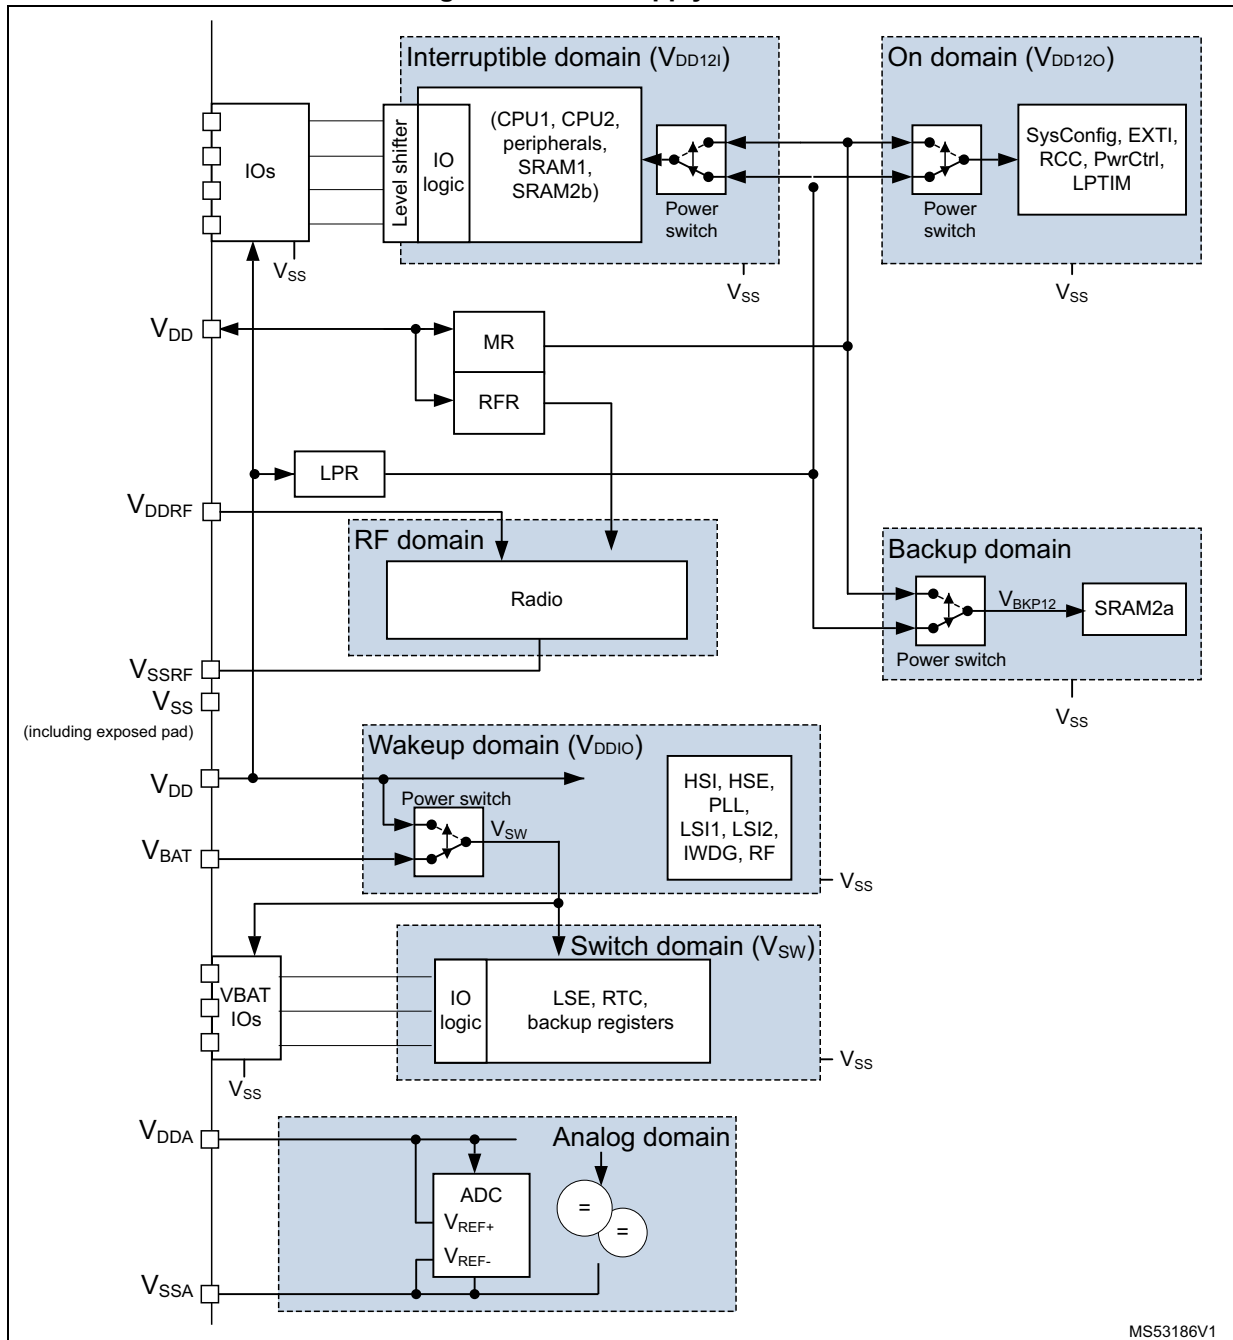 Interruptible domain (VDD12I)
On domain (VDD12O)
IOs
Level shifter
IO
logic
(CPU1, CPU2,
peripherals,
SRAM1,
SRAM2b)
Power
switch
Power
switch
SysConfig, EXTI,
RCC, PwrCtrl,
LPTIM
VSS
VSS
VSS
VDD
MR
RFR
LPR
VDDRF
RF domain
Radio
Backup domain
VBKP12
SRAM2a
Power switch
VSS
VSSRF
VSS
(including exposed pad)
Wakeup domain (VDDIO)
VDD
Power switch
VSW
HSI, HSE,
PLL,
LSI1, LSI2,
IWDG, RF
VBAT
VSS
Switch domain (VSW)
VBAT
IOs
IO
logic
LSE, RTC,
backup registers
VSS
VSS
VDDA
Analog domain
ADC
VREF+
VREF-
=
=
VSSA
MS53186V1